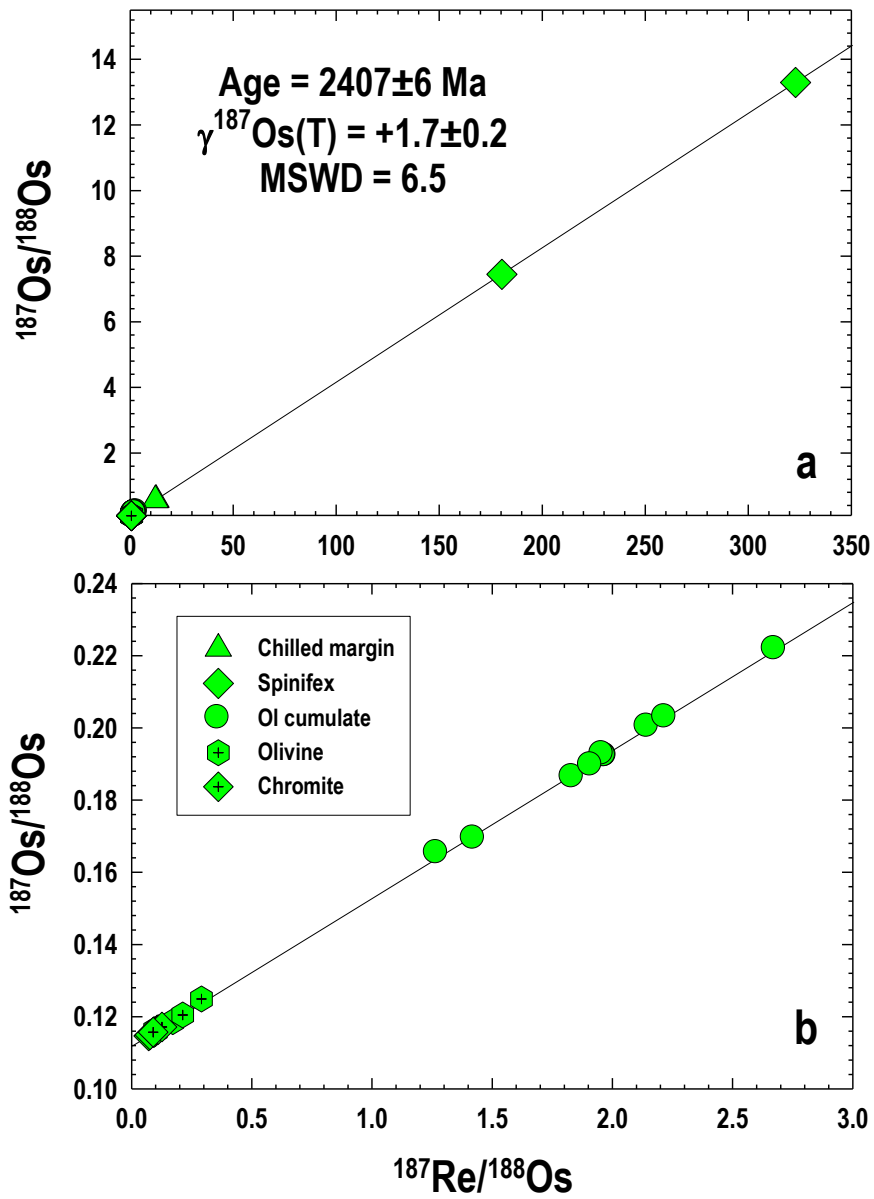 Age = 2407±6 Ma
γ¹⁸⁷Os(T) = +1.7±0.2
MSWD = 6.5
¹⁸⁷Os/¹⁸⁸Os
14
12
10
8
6
4
2
a
0 50 100 150 200 250 300 350
0.24
0.22
0.20
0.18
0.16
0.14
0.12
0.10
¹⁸⁷Os/¹⁸⁸Os
Chilled margin
Spinifex
Ol cumulate
Olivine
Chromite
b
0.0 0.5 1.0 1.5 2.0 2.5 3.0
¹⁸⁷Re/¹⁸⁸Os